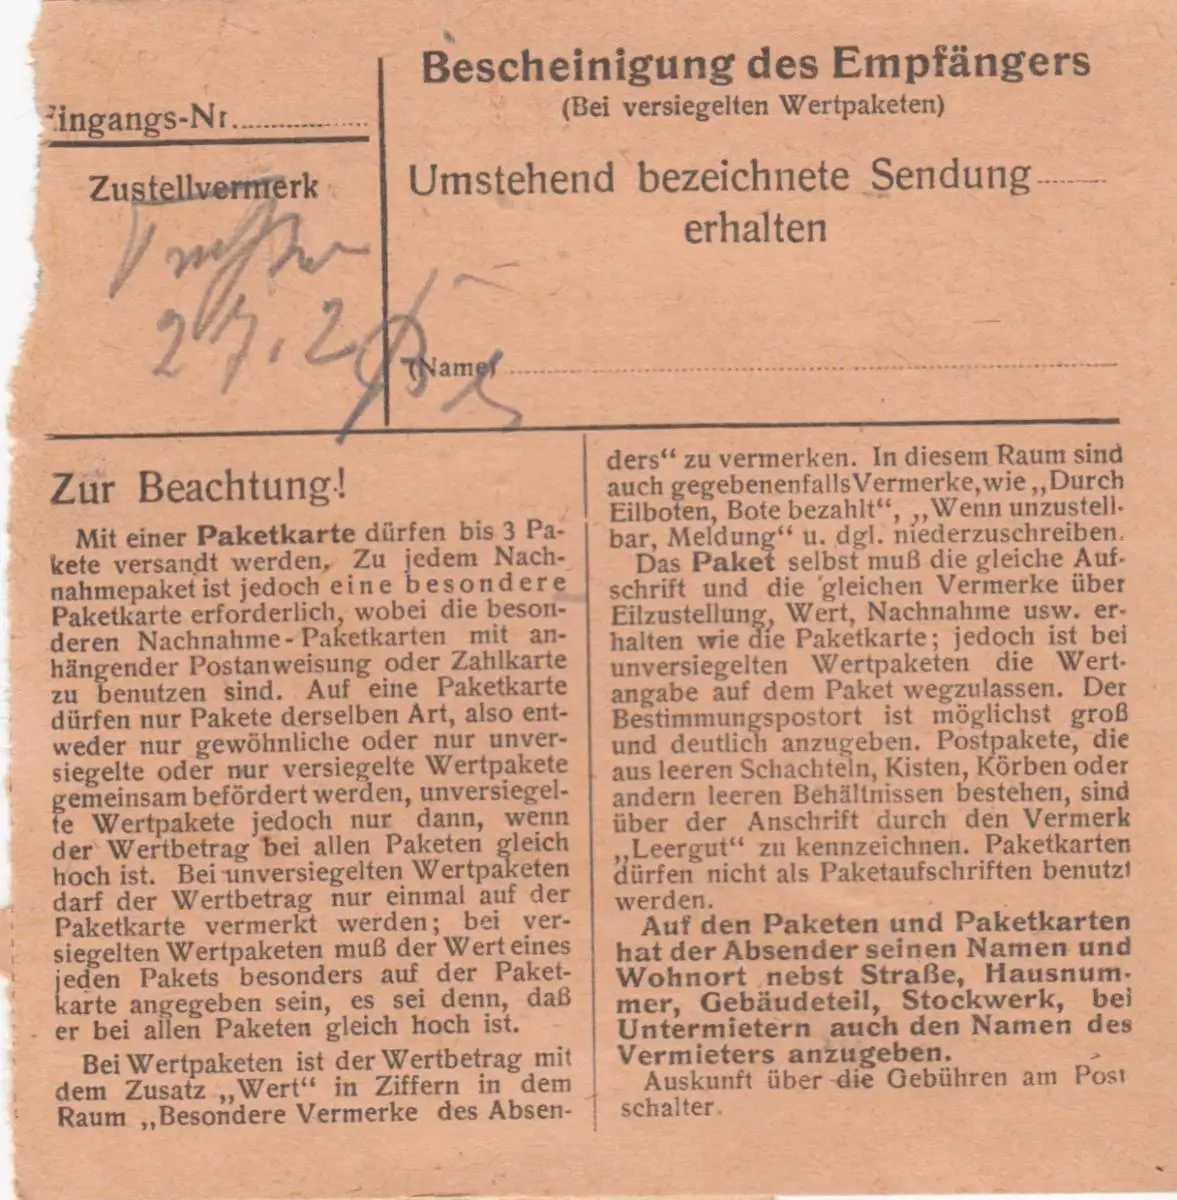 Eingangs-Nr.
Zustellvermerk
27.2
Bescheinigung des Empfängers
(Bei versiegelten Wertpaketen)
Umstehend bezeichnete Sendung
erhalten
(Name)
Zur Beachtung!
Mit einer Paketkarte dürfen bis 3 Pa-
kete versandt werden. Zu jedem Nach-
nahmepaket ist jedoch eine besondere
Paketkarte erforderlich, wobei die beson-
deren Nachnahme-Paketkarten mit an-
hängender Postanweisung oder Zahlkarte
zu benutzen sind. Auf eine Paketkarte
dürfen nur Pakete derselben Art, also ent-
weder nur gewöhnliche oder nur unver-
siegelte oder nur versiegelte Wertpakete
gemeinsam befördert werden, unversiegel-
te Wertpakete jedoch nur dann, wenn
der Wertbetrag bei allen Paketen gleich
hoch ist. Bei unversiegelten Wertpaketen
darf der Wertbetrag nur einmal auf der
Paketkarte vermerkt werden; bei ver-
siegelten Wertpaketen muß der Wert eines
jeden Pakets besonders auf der Paket-
karte angegeben sein, es sei denn, daß
er bei allen Paketen gleich hoch ist.
Bei Wertpaketen ist der Wertbetrag mit
dem Zusatz „Wert“ in Ziffern in dem
Raum „Besondere Vermerke des Absen-
ders“ zu vermerken. In diesem Raum sind
auch gegebenenfalls Vermerke, wie „Durch
Eilboten, Bote bezahlt“, „Wenn unzustell-
bar, Meldung“ u. dgl. niederzuschreiben.
Das Paket selbst muß die gleiche Auf-
schrift und die gleichen Vermerke über
Eilzustellung, Wert, Nachnahme usw. er-
halten wie die Paketkarte; jedoch ist bei
unversiegelten Wertpaketen die Wert-
angabe auf dem Paket wegzulassen. Der
Bestimmungspostort ist möglichst groß
und deutlich anzugeben. Postpakete, die
aus leeren Schachteln, Kisten, Körben oder
andern leeren Behältnissen bestehen, sind
über der Anschrift durch den Vermerk
„Leergut“ zu kennzeichnen. Paketkarten
dürfen nicht als Paketaufschriften benutzt
werden.
Auf den Paketen und Paketkarten
hat der Absender seinen Namen und
Wohnort nebst Straße, Hausnum-
mer, Gebäudeteil, Stockwerk, bei
Untermietern auch den Namen des
Vermieters anzugeben.
Auskunft über die Gebühren am Post
schalter.